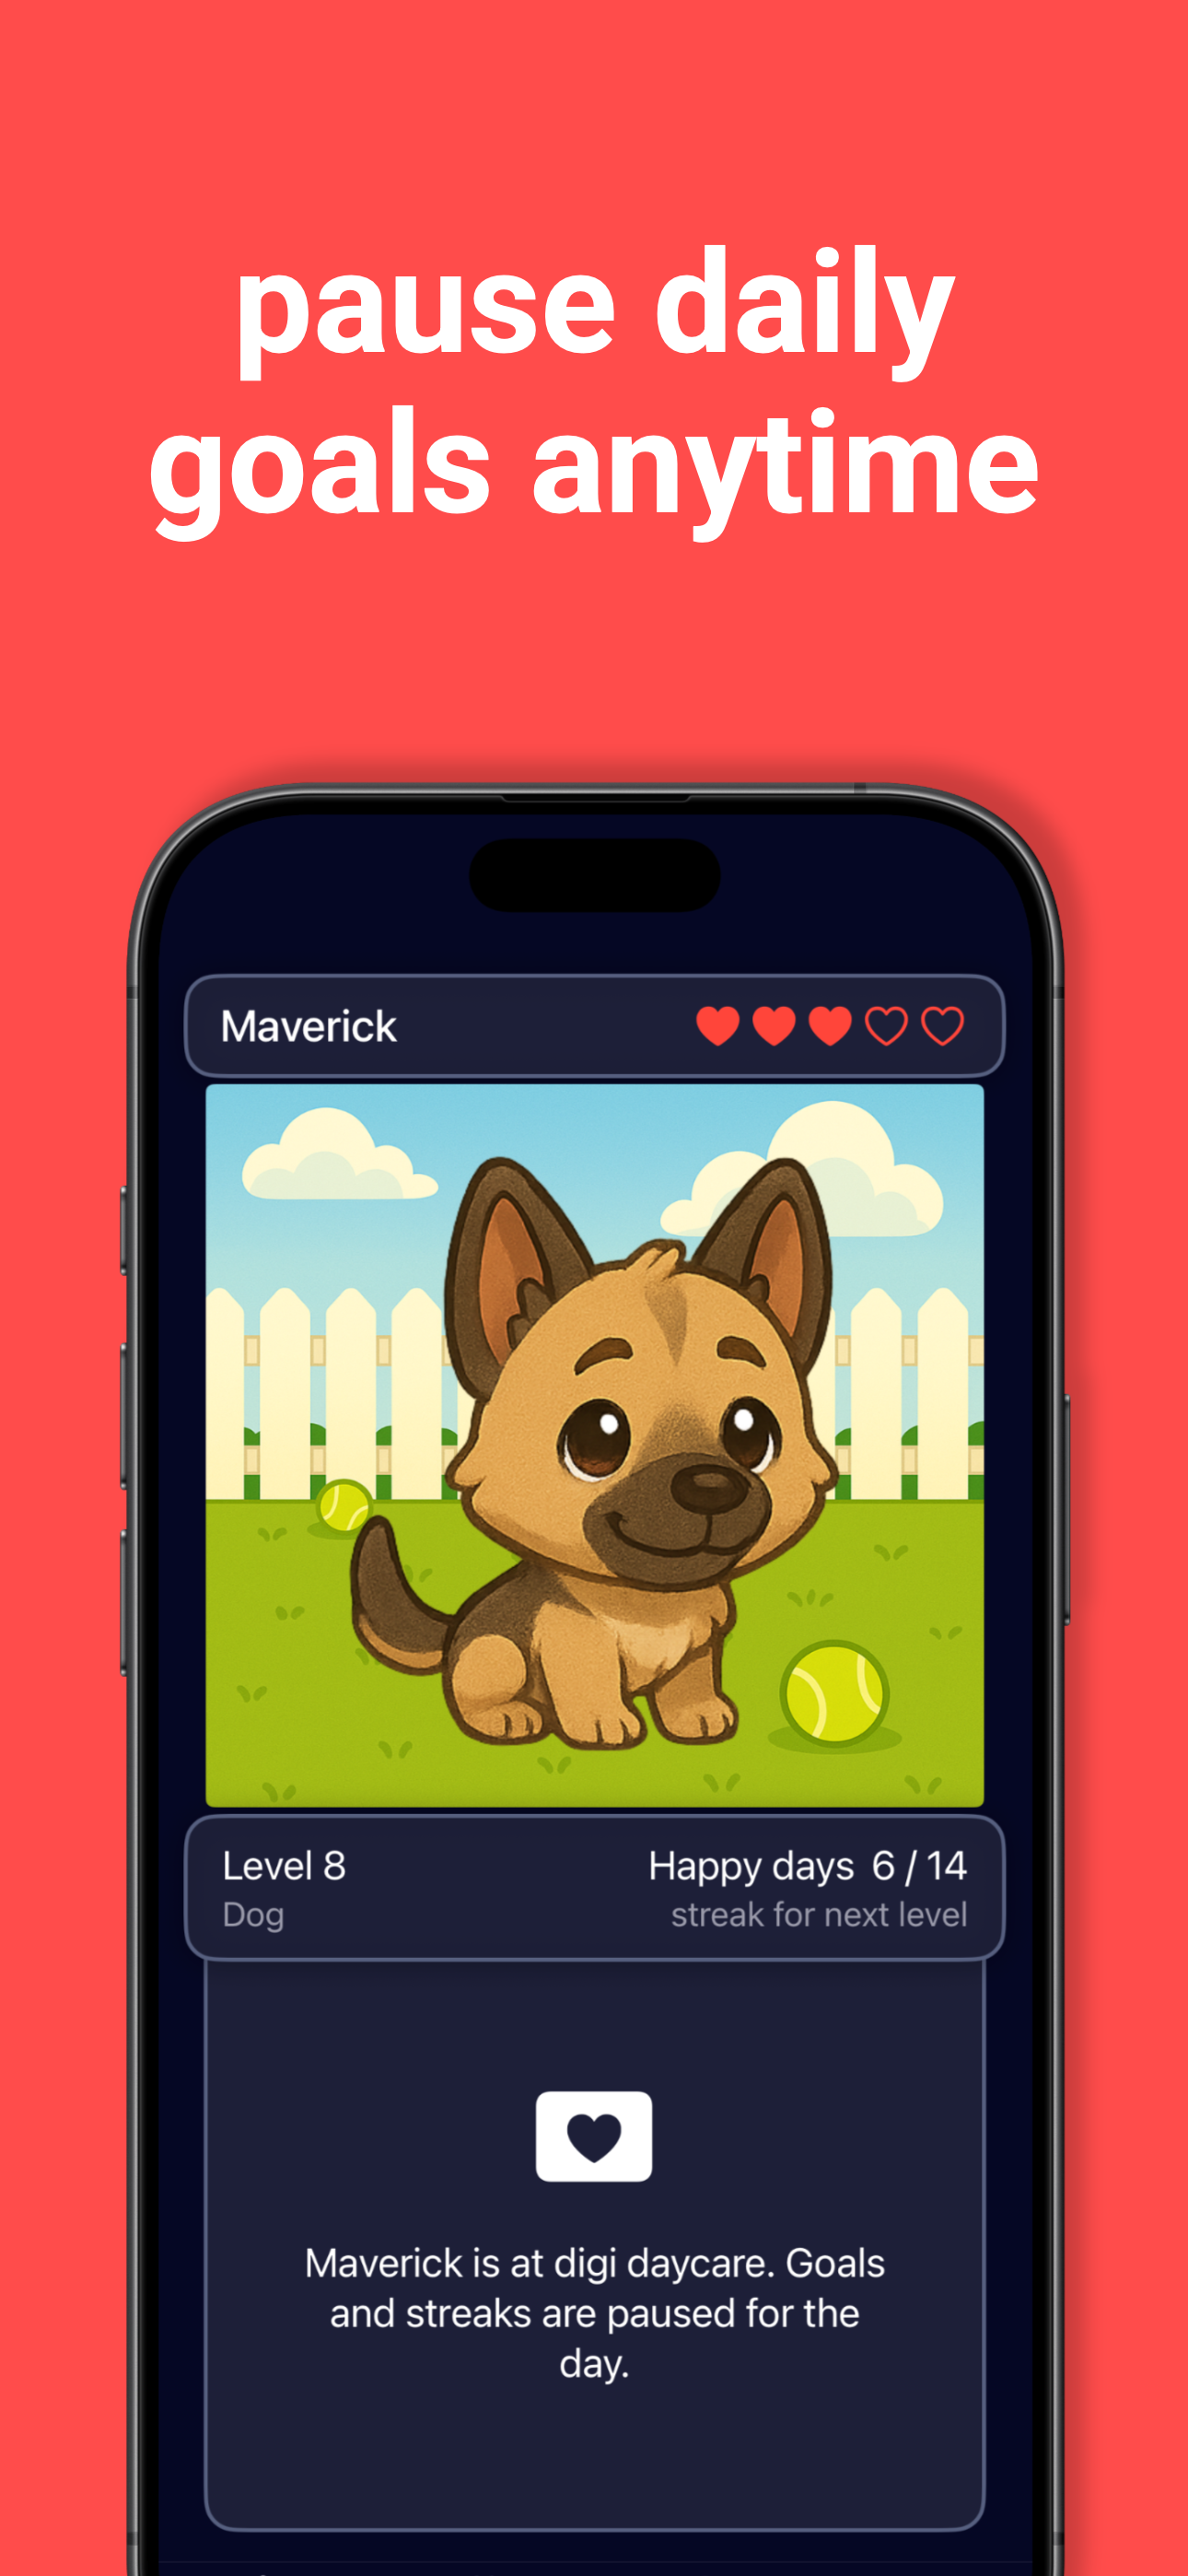 pause daily
goals anytime
Maverick
Level 8
Happy days 6 / 14
Dog
streak for next level
Maverick is at digi daycare. Goals
and streaks are paused for the
day.